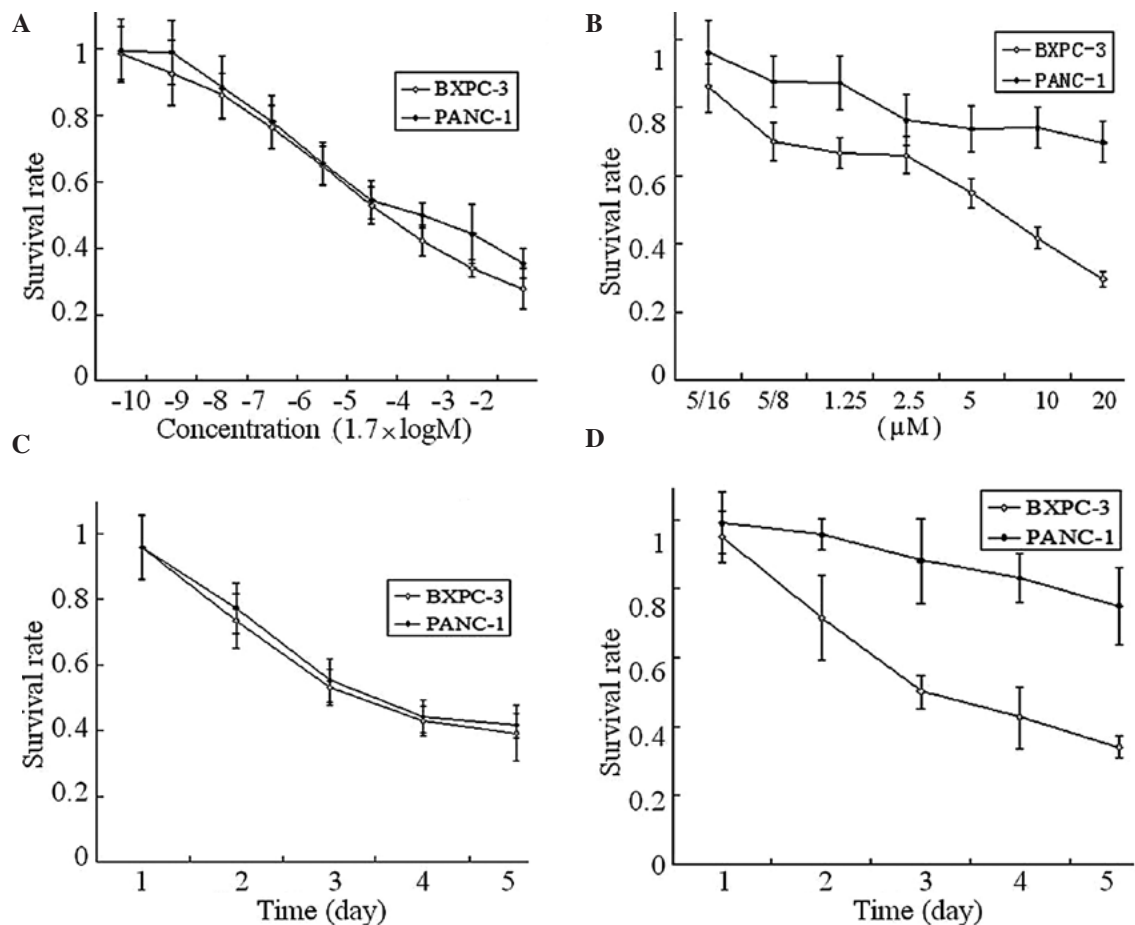 A
Survival rate
1
0.8
0.6
0.4
0.2
0
BXPC-3
PANC-1
-10 -9 -8 -7 -6 -5 -4 -3 -2
Concentration (1.7×logM)
B
Survival rate
1
0.8
0.6
0.4
0.2
0
BXPC-3
PANC-1
5/16 5/8 1.25 2.5 5 10 20
(µM)
C
Survival rate
1
0.8
0.6
0.4
0.2
0
BXPC-3
PANC-1
1 2 3 4 5
Time (day)
D
Survival rate
1
0.8
0.6
0.4
0.2
0
BXPC-3
PANC-1
1 2 3 4 5
Time (day)